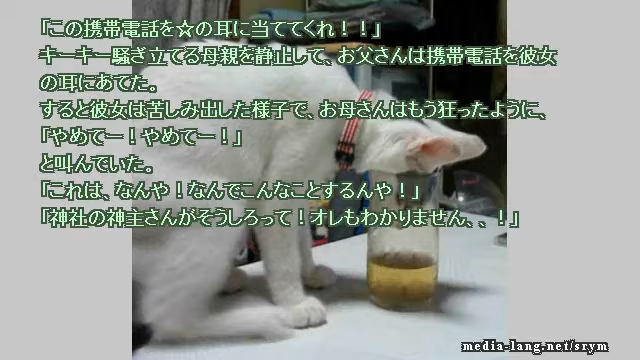 「この携帯電話を☆の耳に当ててくれ！！」
キーキー騒ぎ立てる母親を静止して、お父さんは携帯電話を彼女
の耳にあてた。
すると彼女は苦しみ出した様子で、お母さんはもう狂ったように、
「やめてー！やめてー！」
と叫んでいた。
「これは、なんや！なんでこんなことするんや！」
「神社の神主さんがそうしろって！オレもわかりません、、！」
media-lang.net/srym